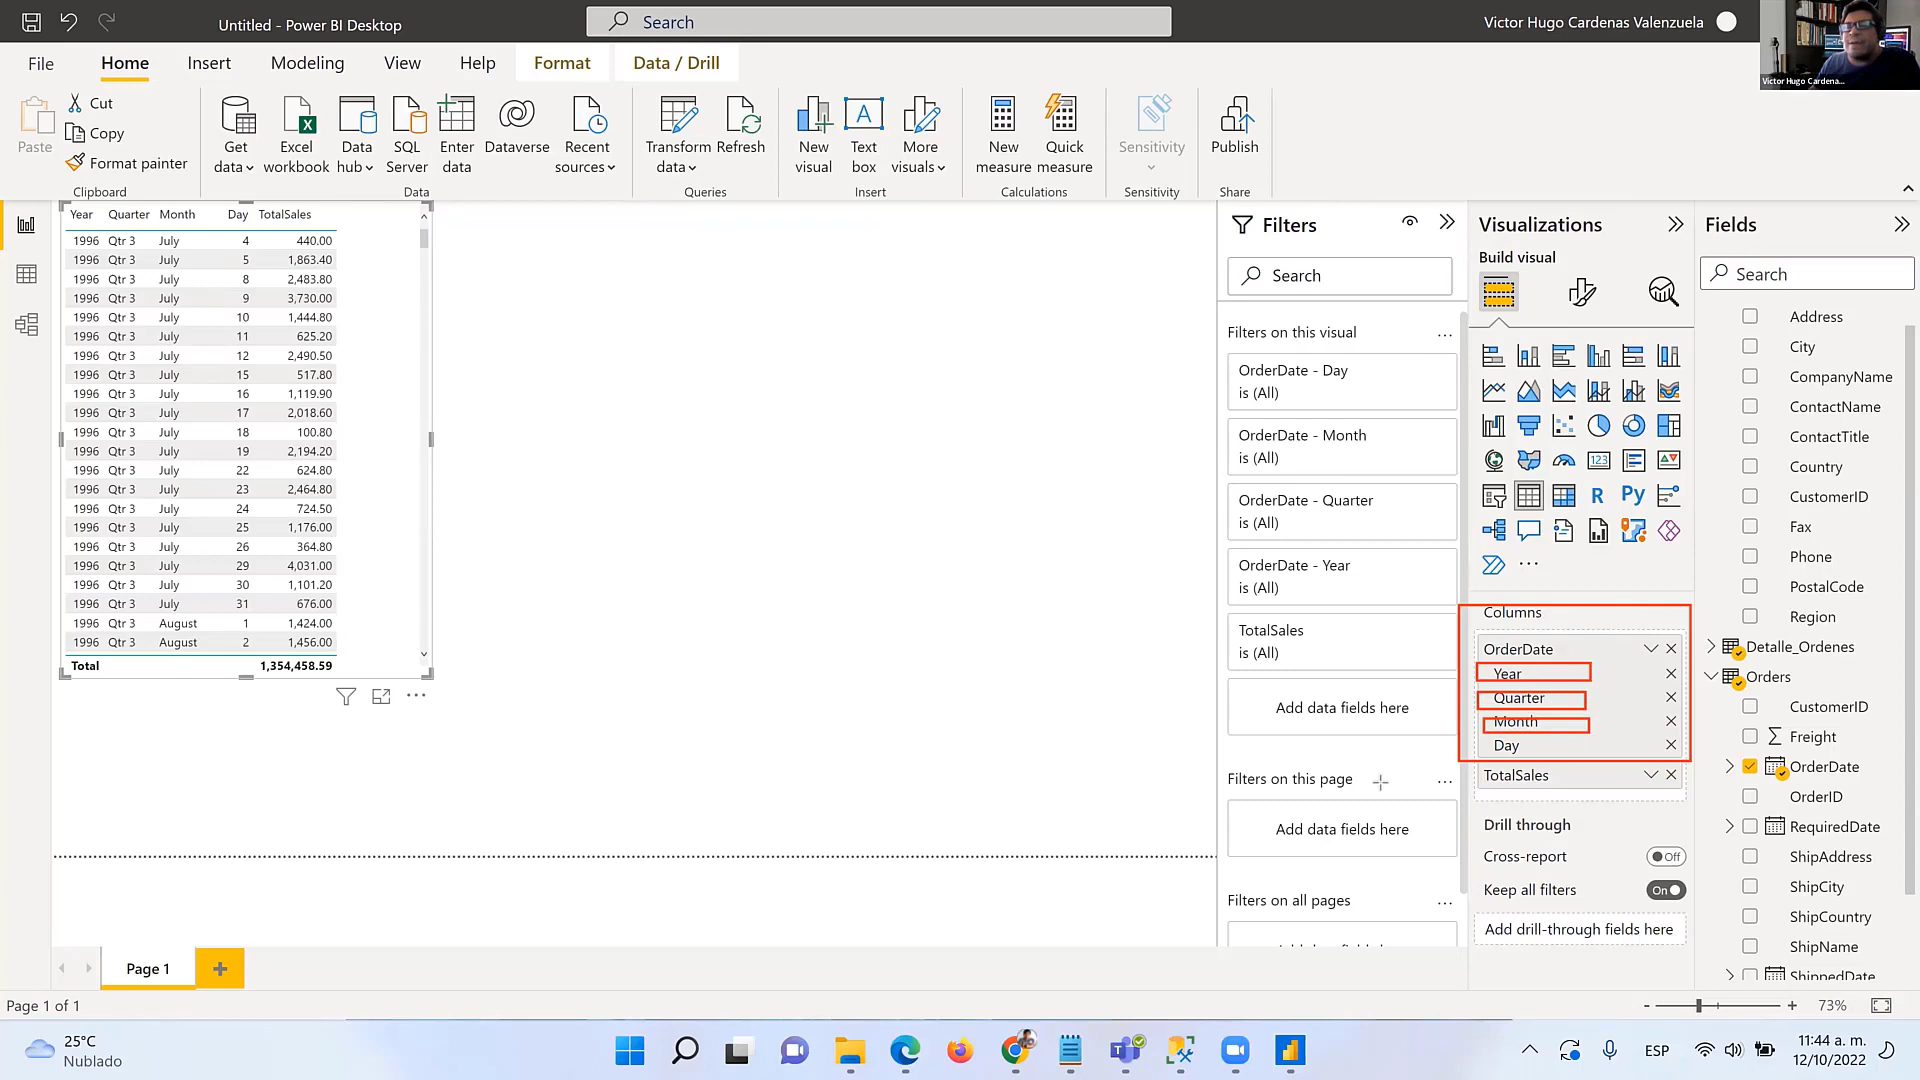 Untitled - Power BI Desktop
Search
Victor Hugo Cardenas Valenzuela
Victor Hugo Cardena...
File
Home
Insert
Modeling
View
Help
Format
Data / Drill
Paste
Cut
Copy
Format painter
Clipboard
Get data
Excel workbook
Data hub
SQL Server
Enter data
Dataverse
Recent sources
Data
Transform data
Refresh
Queries
New visual
Text box
More visuals
Insert
New measure
Quick measure
Calculations
Sensitivity
Sensitivity
Publish
Share
Year Quarter Month Day TotalSales
1996 Qtr 3 July 4 440.00
1996 Qtr 3 July 5 1,863.40
1996 Qtr 3 July 8 2,483.80
1996 Qtr 3 July 9 3,730.00
1996 Qtr 3 July 10 1,444.80
1996 Qtr 3 July 11 625.20
1996 Qtr 3 July 12 2,490.50
1996 Qtr 3 July 15 517.80
1996 Qtr 3 July 16 1,119.90
1996 Qtr 3 July 17 2,018.60
1996 Qtr 3 July 18 100.80
1996 Qtr 3 July 19 2,194.20
1996 Qtr 3 July 22 624.80
1996 Qtr 3 July 23 2,464.80
1996 Qtr 3 July 24 724.50
1996 Qtr 3 July 25 1,176.00
1996 Qtr 3 July 26 364.80
1996 Qtr 3 July 29 4,031.00
1996 Qtr 3 July 30 1,101.20
1996 Qtr 3 July 31 676.00
1996 Qtr 3 August 1 1,424.00
1996 Qtr 3 August 2 1,456.00
Total 1,354,458.59
Filters
Search
Filters on this visual
OrderDate - Day
is (All)
OrderDate - Month
is (All)
OrderDate - Quarter
is (All)
OrderDate - Year
is (All)
TotalSales
is (All)
Add data fields here
Filters on this page
Add data fields here
Filters on all pages
Visualizations
Build visual
123
R
Py
Columns
OrderDate
Year
Quarter
Month
Day
TotalSales
Drill through
Cross-report
Off
Keep all filters
On
Add drill-through fields here
Fields
Search
Address
City
CompanyName
ContactName
ContactTitle
Country
CustomerID
Fax
Phone
PostalCode
Region
Detalle_Ordenes
Orders
CustomerID
Freight
OrderDate
OrderID
RequiredDate
ShipAddress
ShipCity
ShipCountry
ShipName
ShippedDate
Page 1
Page 1 of 1
73%
25°C
Nublado
ESP
11:44 a. m.
12/10/2022